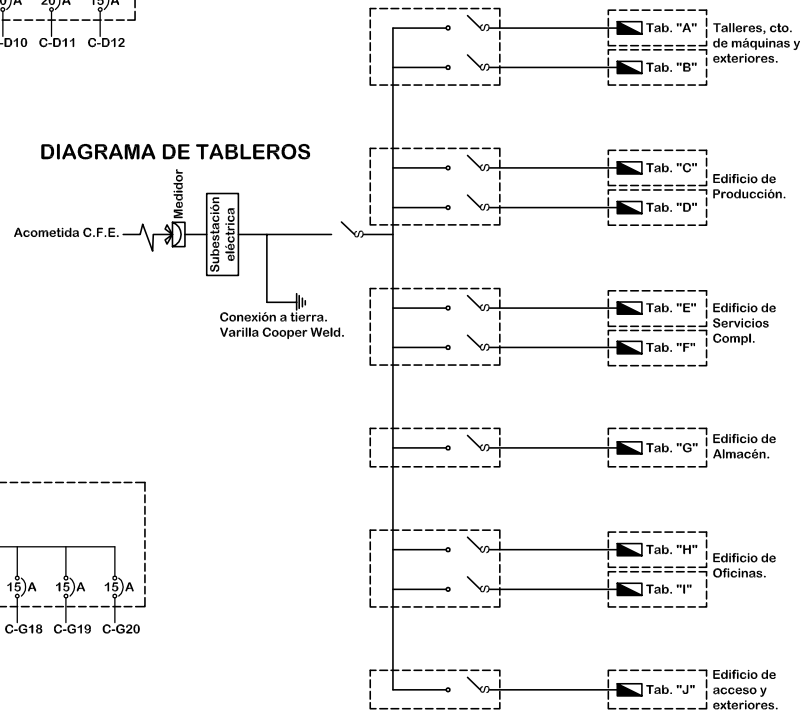 20 A
15 A
-D10 C-D11 C-D12
DIAGRAMA DE TABLEROS
Acometida C.F.E.
Medidor
Subestación
eléctrica
Conexión a tierra.
Varilla Cooper Weld.
Tab. "A"
Tab. "B"
Talleres, cto.
de máquinas y
exteriores.
Tab. "C"
Tab. "D"
Edificio de
Producción.
Tab. "E"
Tab. "F"
Edificio de
Servicios
Compl.
Tab. "G"
Edificio de
Almacén.
Tab. "H"
Tab. "I"
Edificio de
Oficinas.
Tab. "J"
Edificio de
acceso y
exteriores.
15 A 15 A 15 A
C-G18 C-G19 C-G20